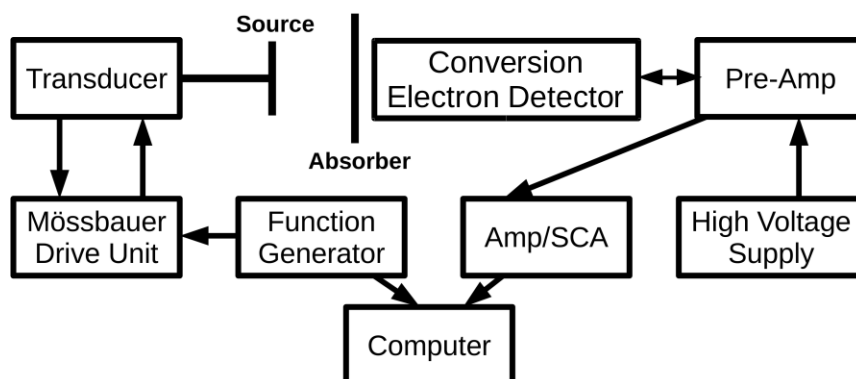 Source
Transducer
Conversion
Electron Detector
Pre-Amp
Absorber
Mössbauer
Drive Unit
Function
Generator
Amp/SCA
High Voltage
Supply
Computer